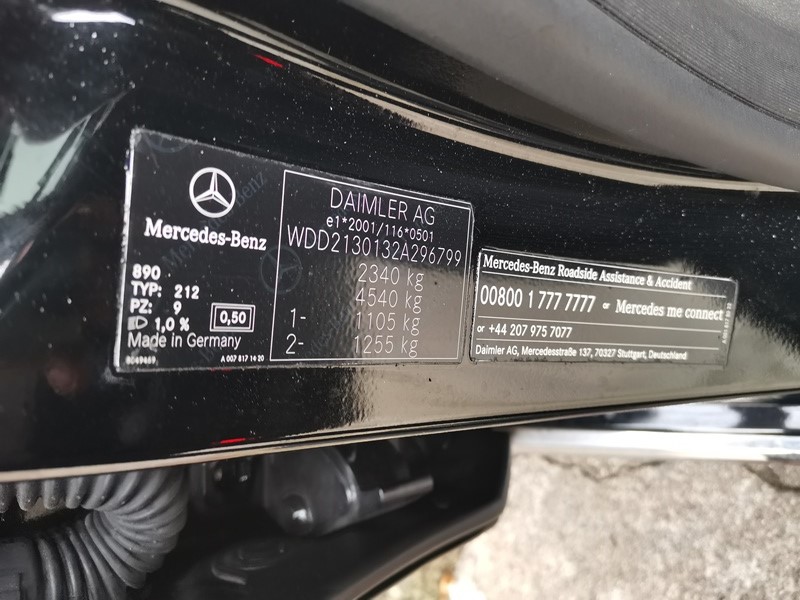 Mercedes-Benz
890
TYP: 212
PZ: 9
1,0 %
0,50
Made in Germany
8049469
A 007 817 14 20
DAIMLER AG
e1*2001/116*0501
WDD2130132A296799
2340 kg
4540 kg
1- 1105 kg
2- 1255 kg
Mercedes-Benz Roadside Assistance & Accident
00800 1 777 7777 or Mercedes me connect
or +44 207 975 7077
Daimler AG, Mercedesstraße 137, 70327 Stuttgart, Deutschland